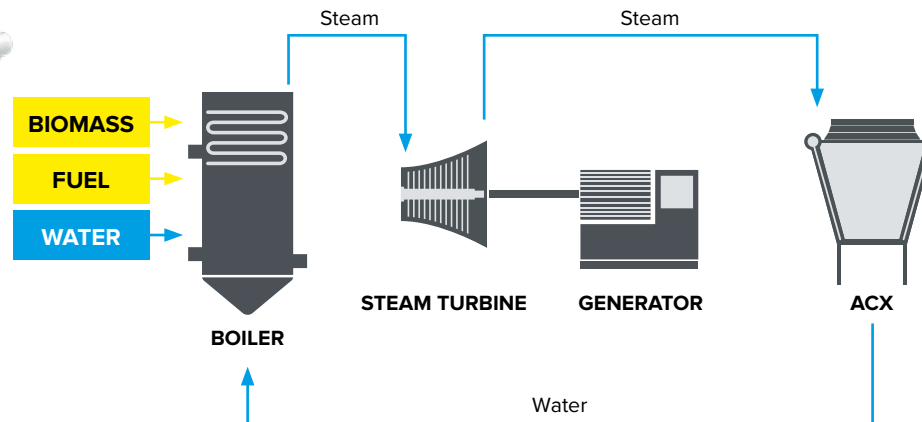 Steam
Steam
BIOMASS
FUEL
WATER
STEAM TURBINE
GENERATOR
ACX
BOILER
Water